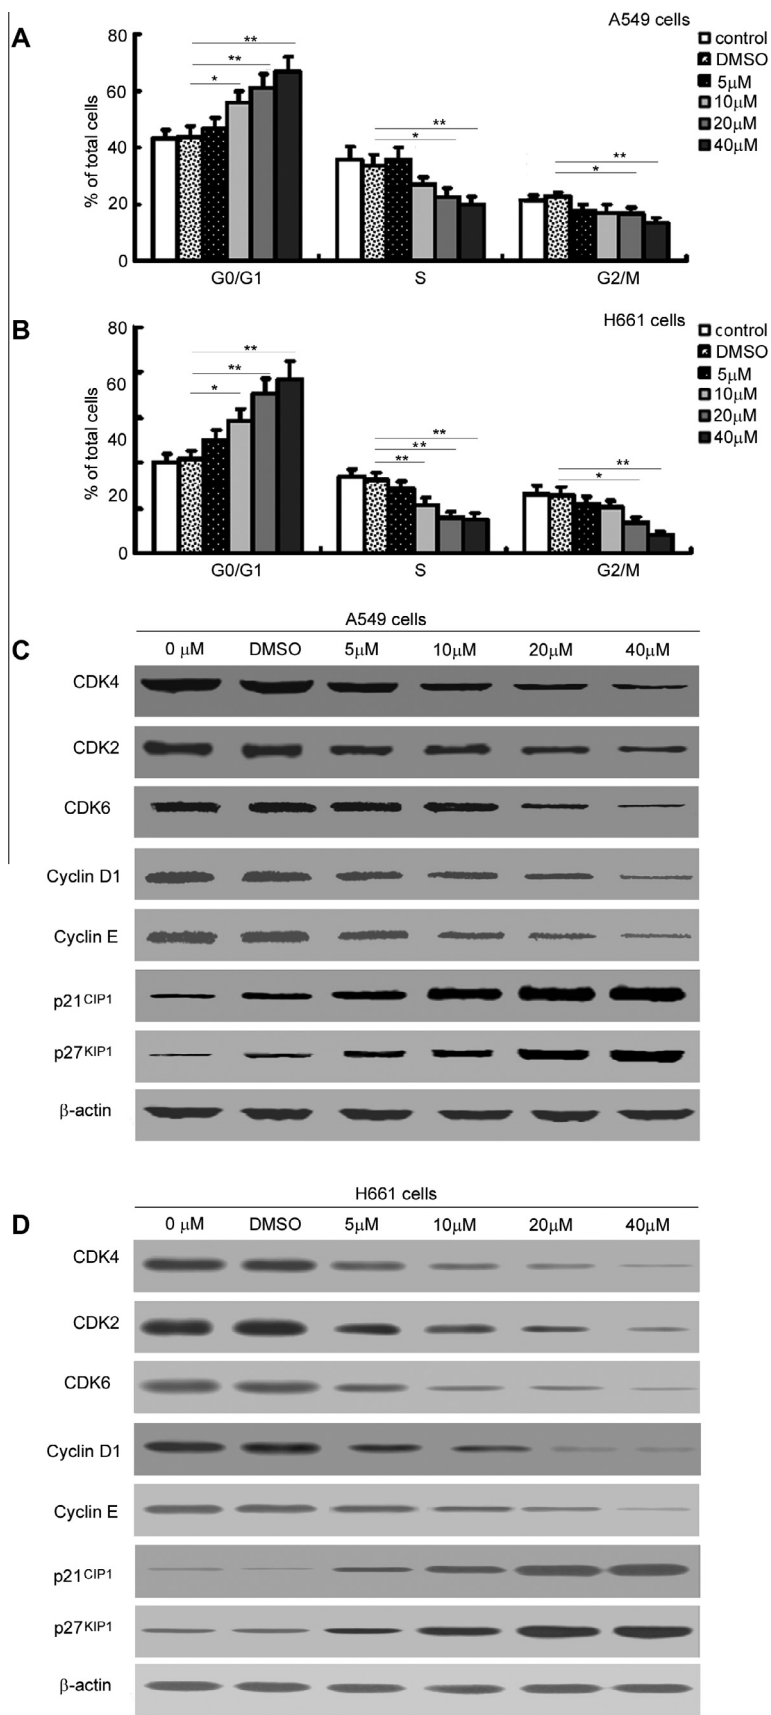 A
A549 cells
% of total cells
80
60
40
20
0
**
**
*
**
*
**
*
G0/G1
S
G2/M
control
DMSO
5μM
10μM
20μM
40μM
B
H661 cells
% of total cells
80
60
40
20
0
**
**
*
**
**
**
**
*
G0/G1
S
G2/M
control
DMSO
5μM
10μM
20μM
40μM
A549 cells
C
0 μM DMSO 5μM 10μM 20μM 40μM
CDK4
CDK2
CDK6
Cyclin D1
Cyclin E
p21CIP1
p27KIP1
β-actin
H661 cells
D
0 μM DMSO 5μM 10μM 20μM 40μM
CDK4
CDK2
CDK6
Cyclin D1
Cyclin E
p21CIP1
p27KIP1
β-actin